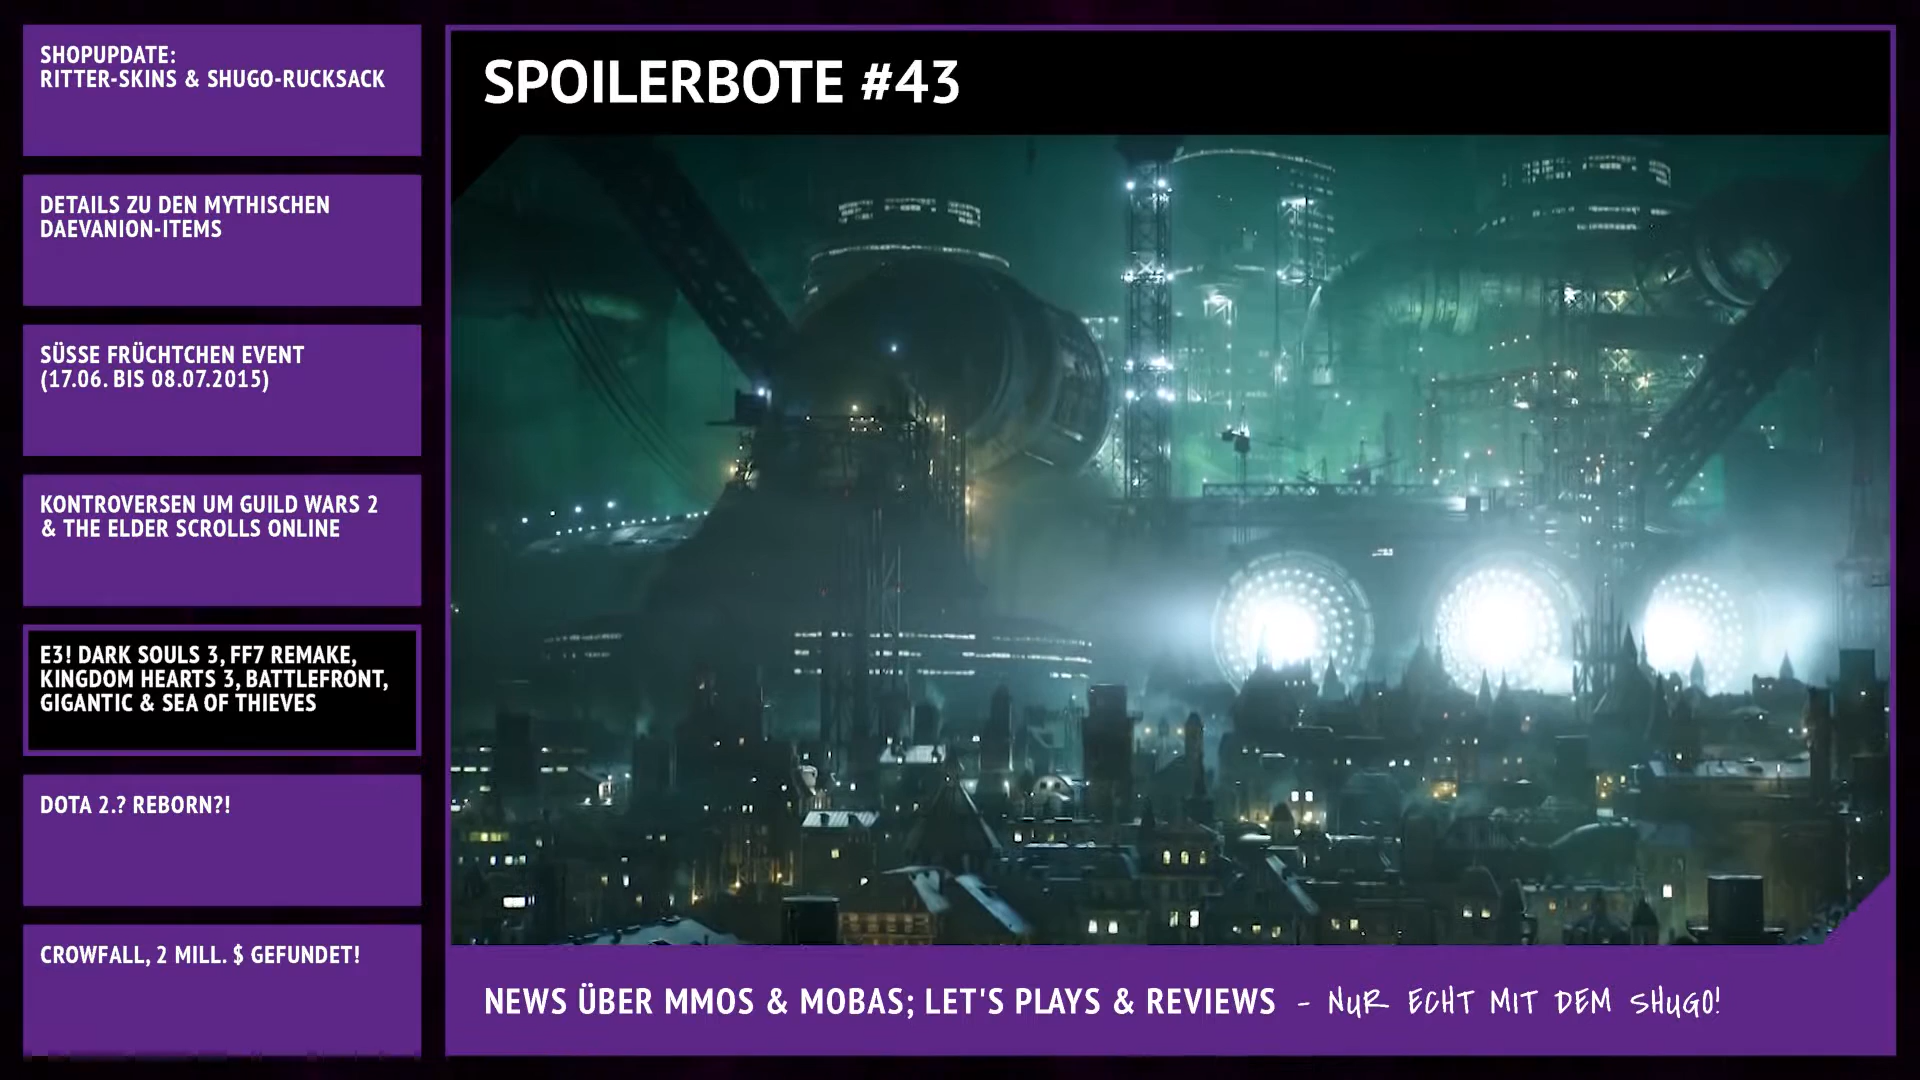 SHOPUPDATE:
RITTER-SKINS & SHUGO-RUCKSACK
DETAILS ZU DEN MYTHISCHEN
DAEVANION-ITEMS
SÜSSE FRÜCHTCHEN EVENT
(17.06. BIS 08.07.2015)
KONTROVERSEN UM GUILD WARS 2
& THE ELDER SCROLLS ONLINE
E3! DARK SOULS 3, FF7 REMAKE,
KINGDOM HEARTS 3, BATTLEFRONT,
GIGANTIC & SEA OF THIEVES
DOTA 2.? REBORN?!
CROWFALL, 2 MILL. $ GEFUNDET!
SPOILERBOTE #43
NEWS ÜBER MMOS & MOBAS; LET'S PLAYS & REVIEWS - NUR ECHT MIT DEM SHUGO!